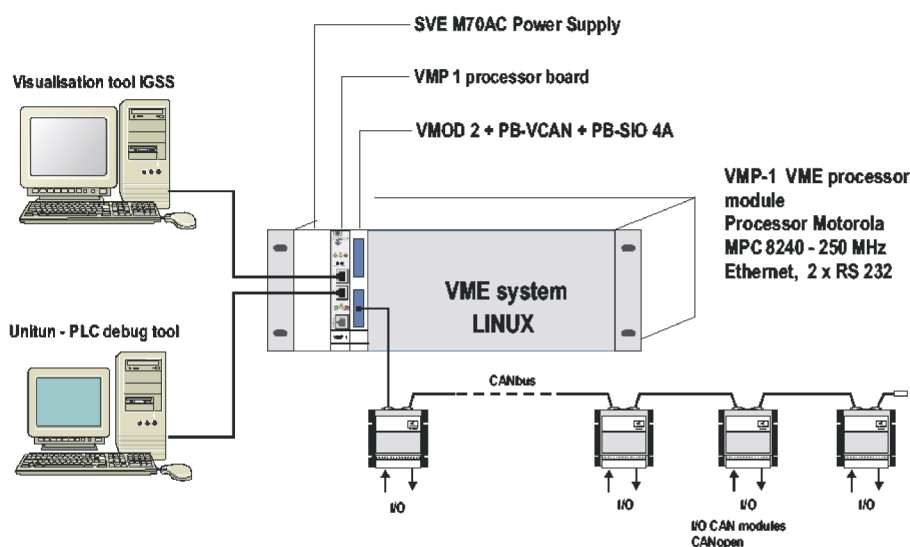 SVE M70AC Power Supply
Visualisation tool IGSS
VMP 1 processor board
VMOD 2 + PB-VCAN + PB-SIO 4A
VMP-1 VME processor
module
Processor Motorola
MPC 8240 - 250 MHz
Ethernet, 2 x RS 232
VME system
LINUX
VMP 1
Unitun - PLC debug tool
CANbus
I/O
I/O
I/O
I/O
I/O CAN modules
CANopen